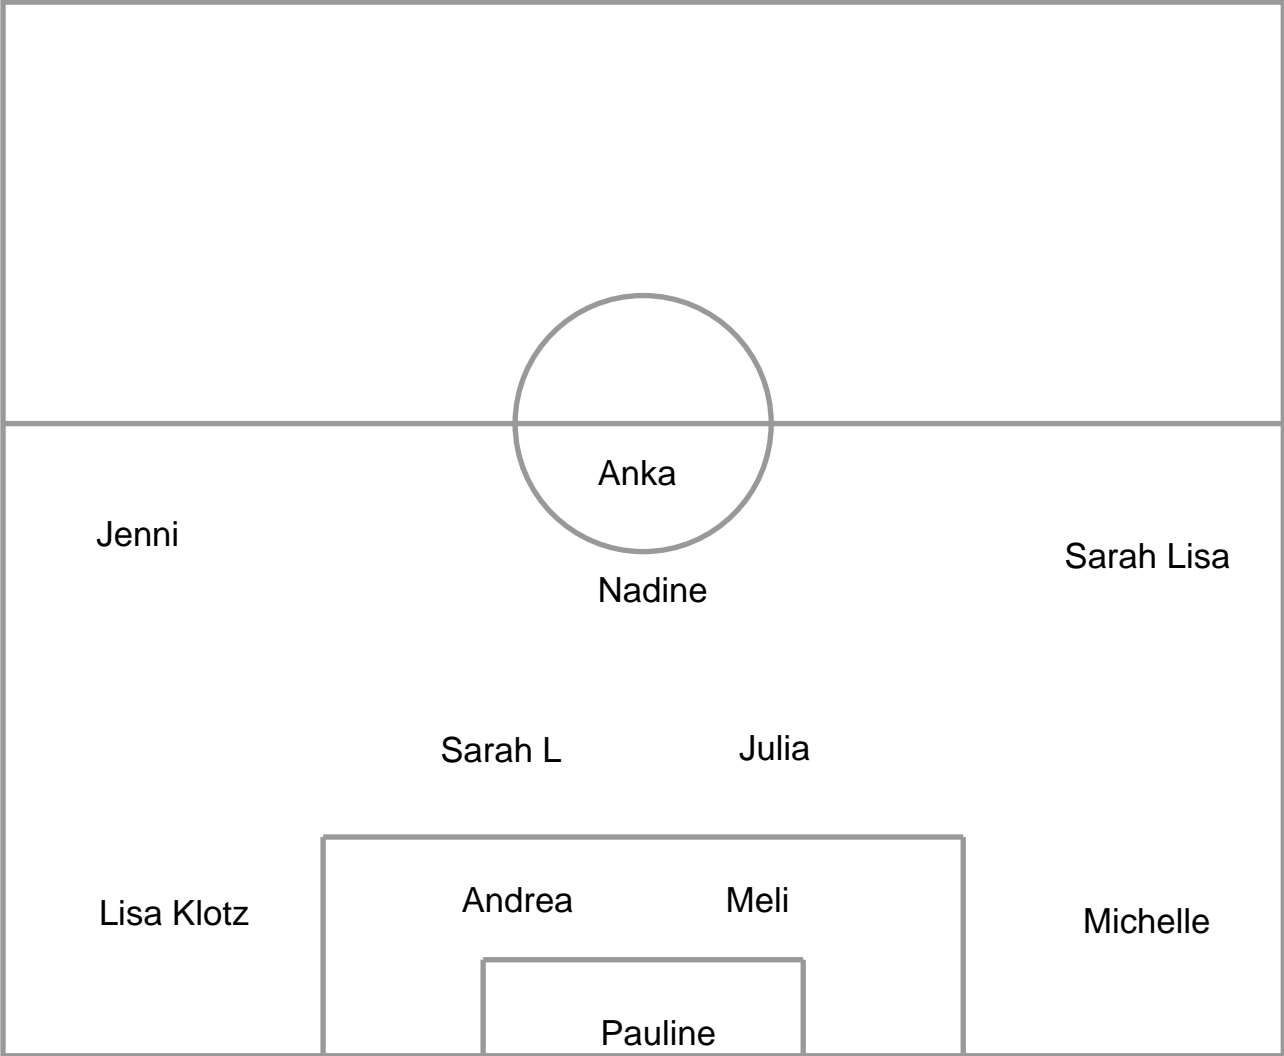 Anka
Jenni
Sarah Lisa
Nadine
Sarah L
Julia
Andrea
Meli
Lisa Klotz
Michelle
Pauline